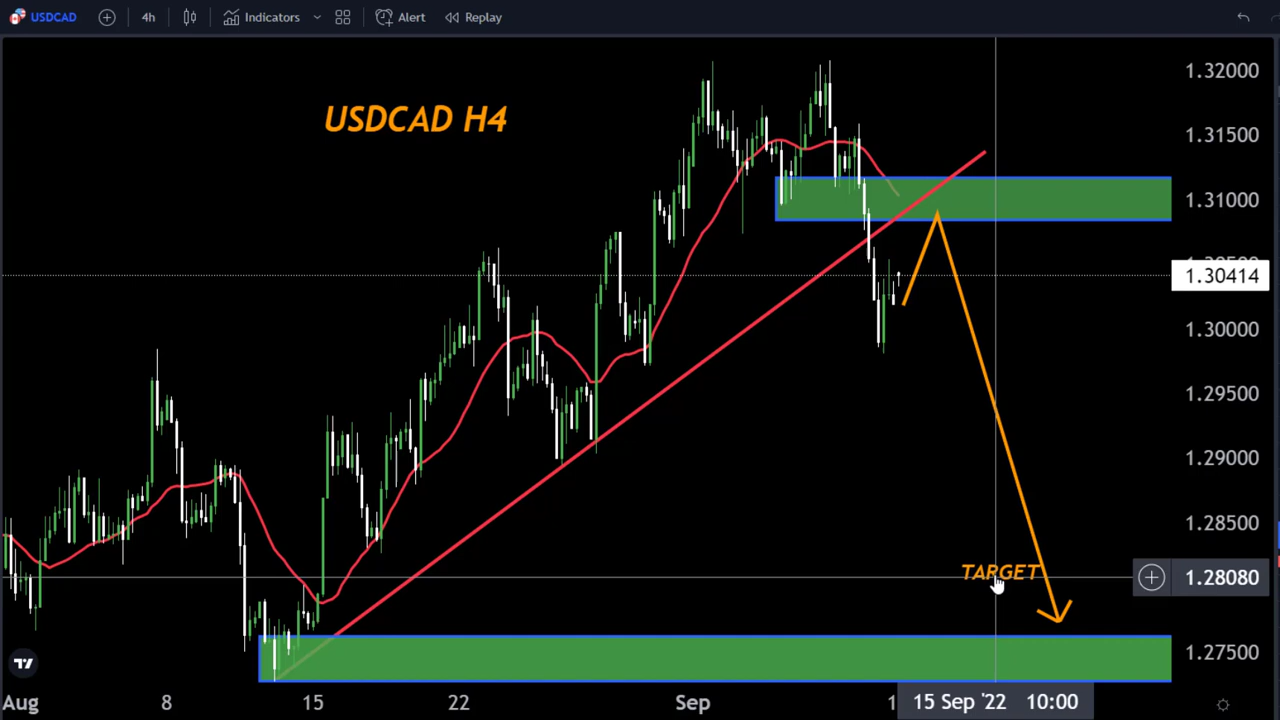 USDCAD 4h Indicators Alert Replay
USDCAD H4
1.32000
1.31500
1.31000
1.30414
1.30000
1.29500
1.29000
1.28500
TARGET
1.28080
1.27500
Aug 8 15 22 Sep 15 Sep '22 10:00